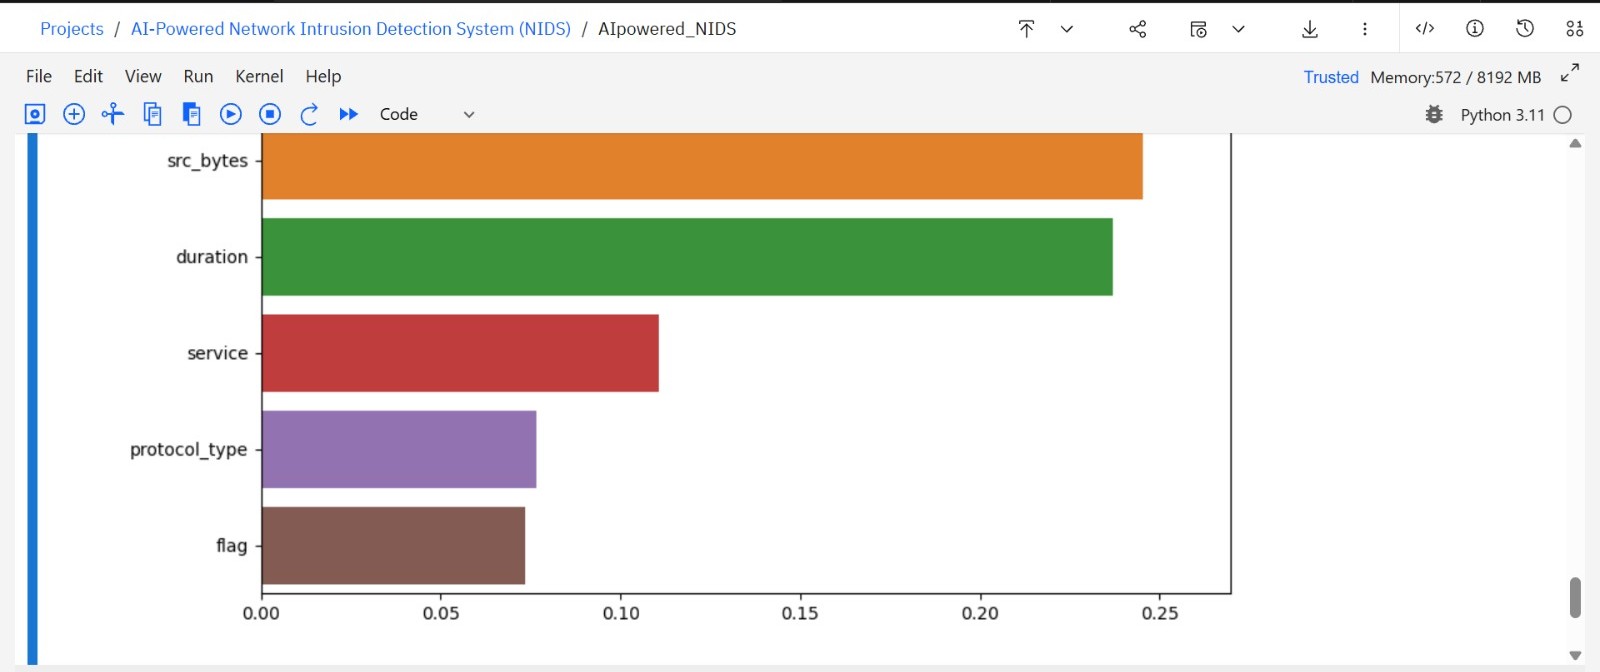 Projects / AI-Powered Network Intrusion Detection System (NIDS) / AIpowered_NIDS
File Edit View Run Kernel Help
Trusted Memory:572 / 8192 MB
Code
Python 3.11
src_bytes
duration
service
protocol_type
flag
0.00 0.05 0.10 0.15 0.20 0.25